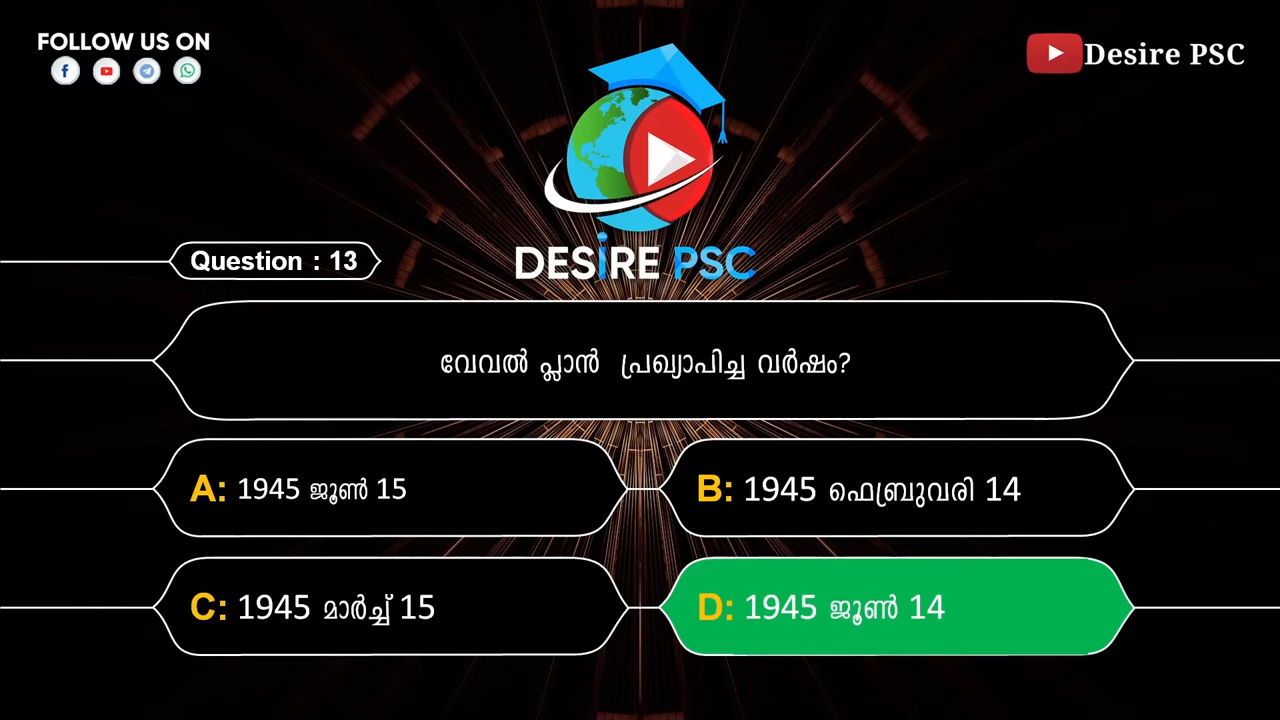 FOLLOW US ON
Desire PSC
DESiRE PSC
Question : 13
വേവൽ പ്ലാൻ പ്രഖ്യാപിച്ച വർഷം?
A: 1945 ജൂൺ 15
B: 1945 ഫെബ്രുവരി 14
C: 1945 മാർച്ച് 15
D: 1945 ജൂൺ 14